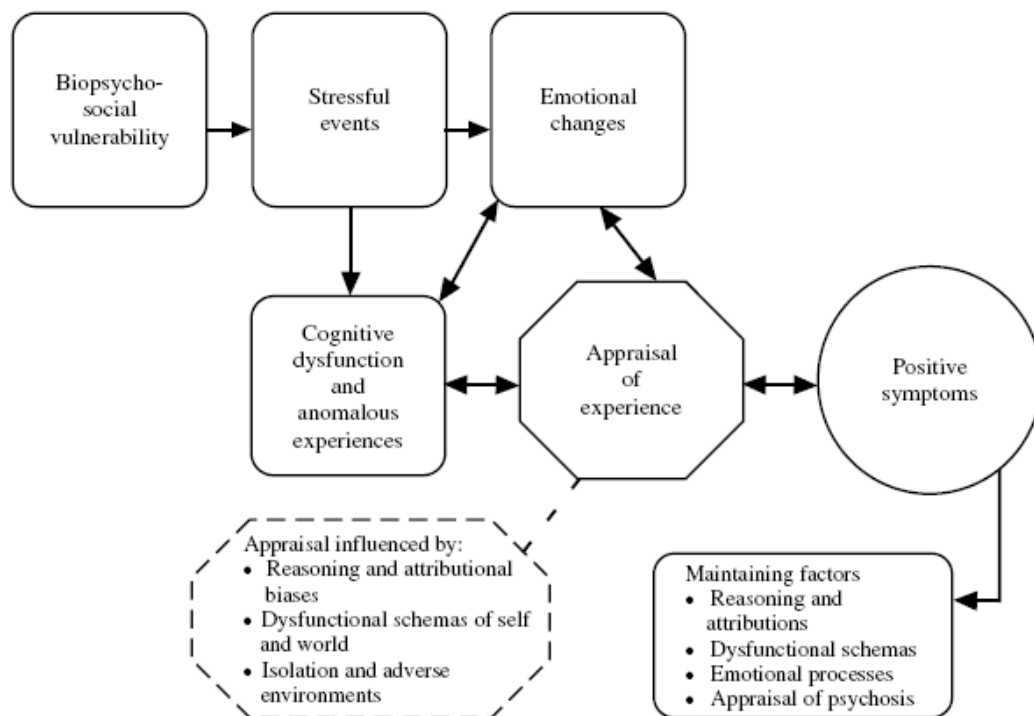 Biopsycho-
social
vulnerability
Stressful
events
Emotional
changes
Cognitive
dysfunction
and
anomalous
experiences
Appraisal
of
experience
Positive
symptoms
Appraisal influenced by:
• Reasoning and attributional
biases
• Dysfunctional schemas of self
and world
• Isolation and adverse
environments
Maintaining factors
• Reasoning and
attributions
• Dysfunctional schemas
• Emotional processes
• Appraisal of psychosis